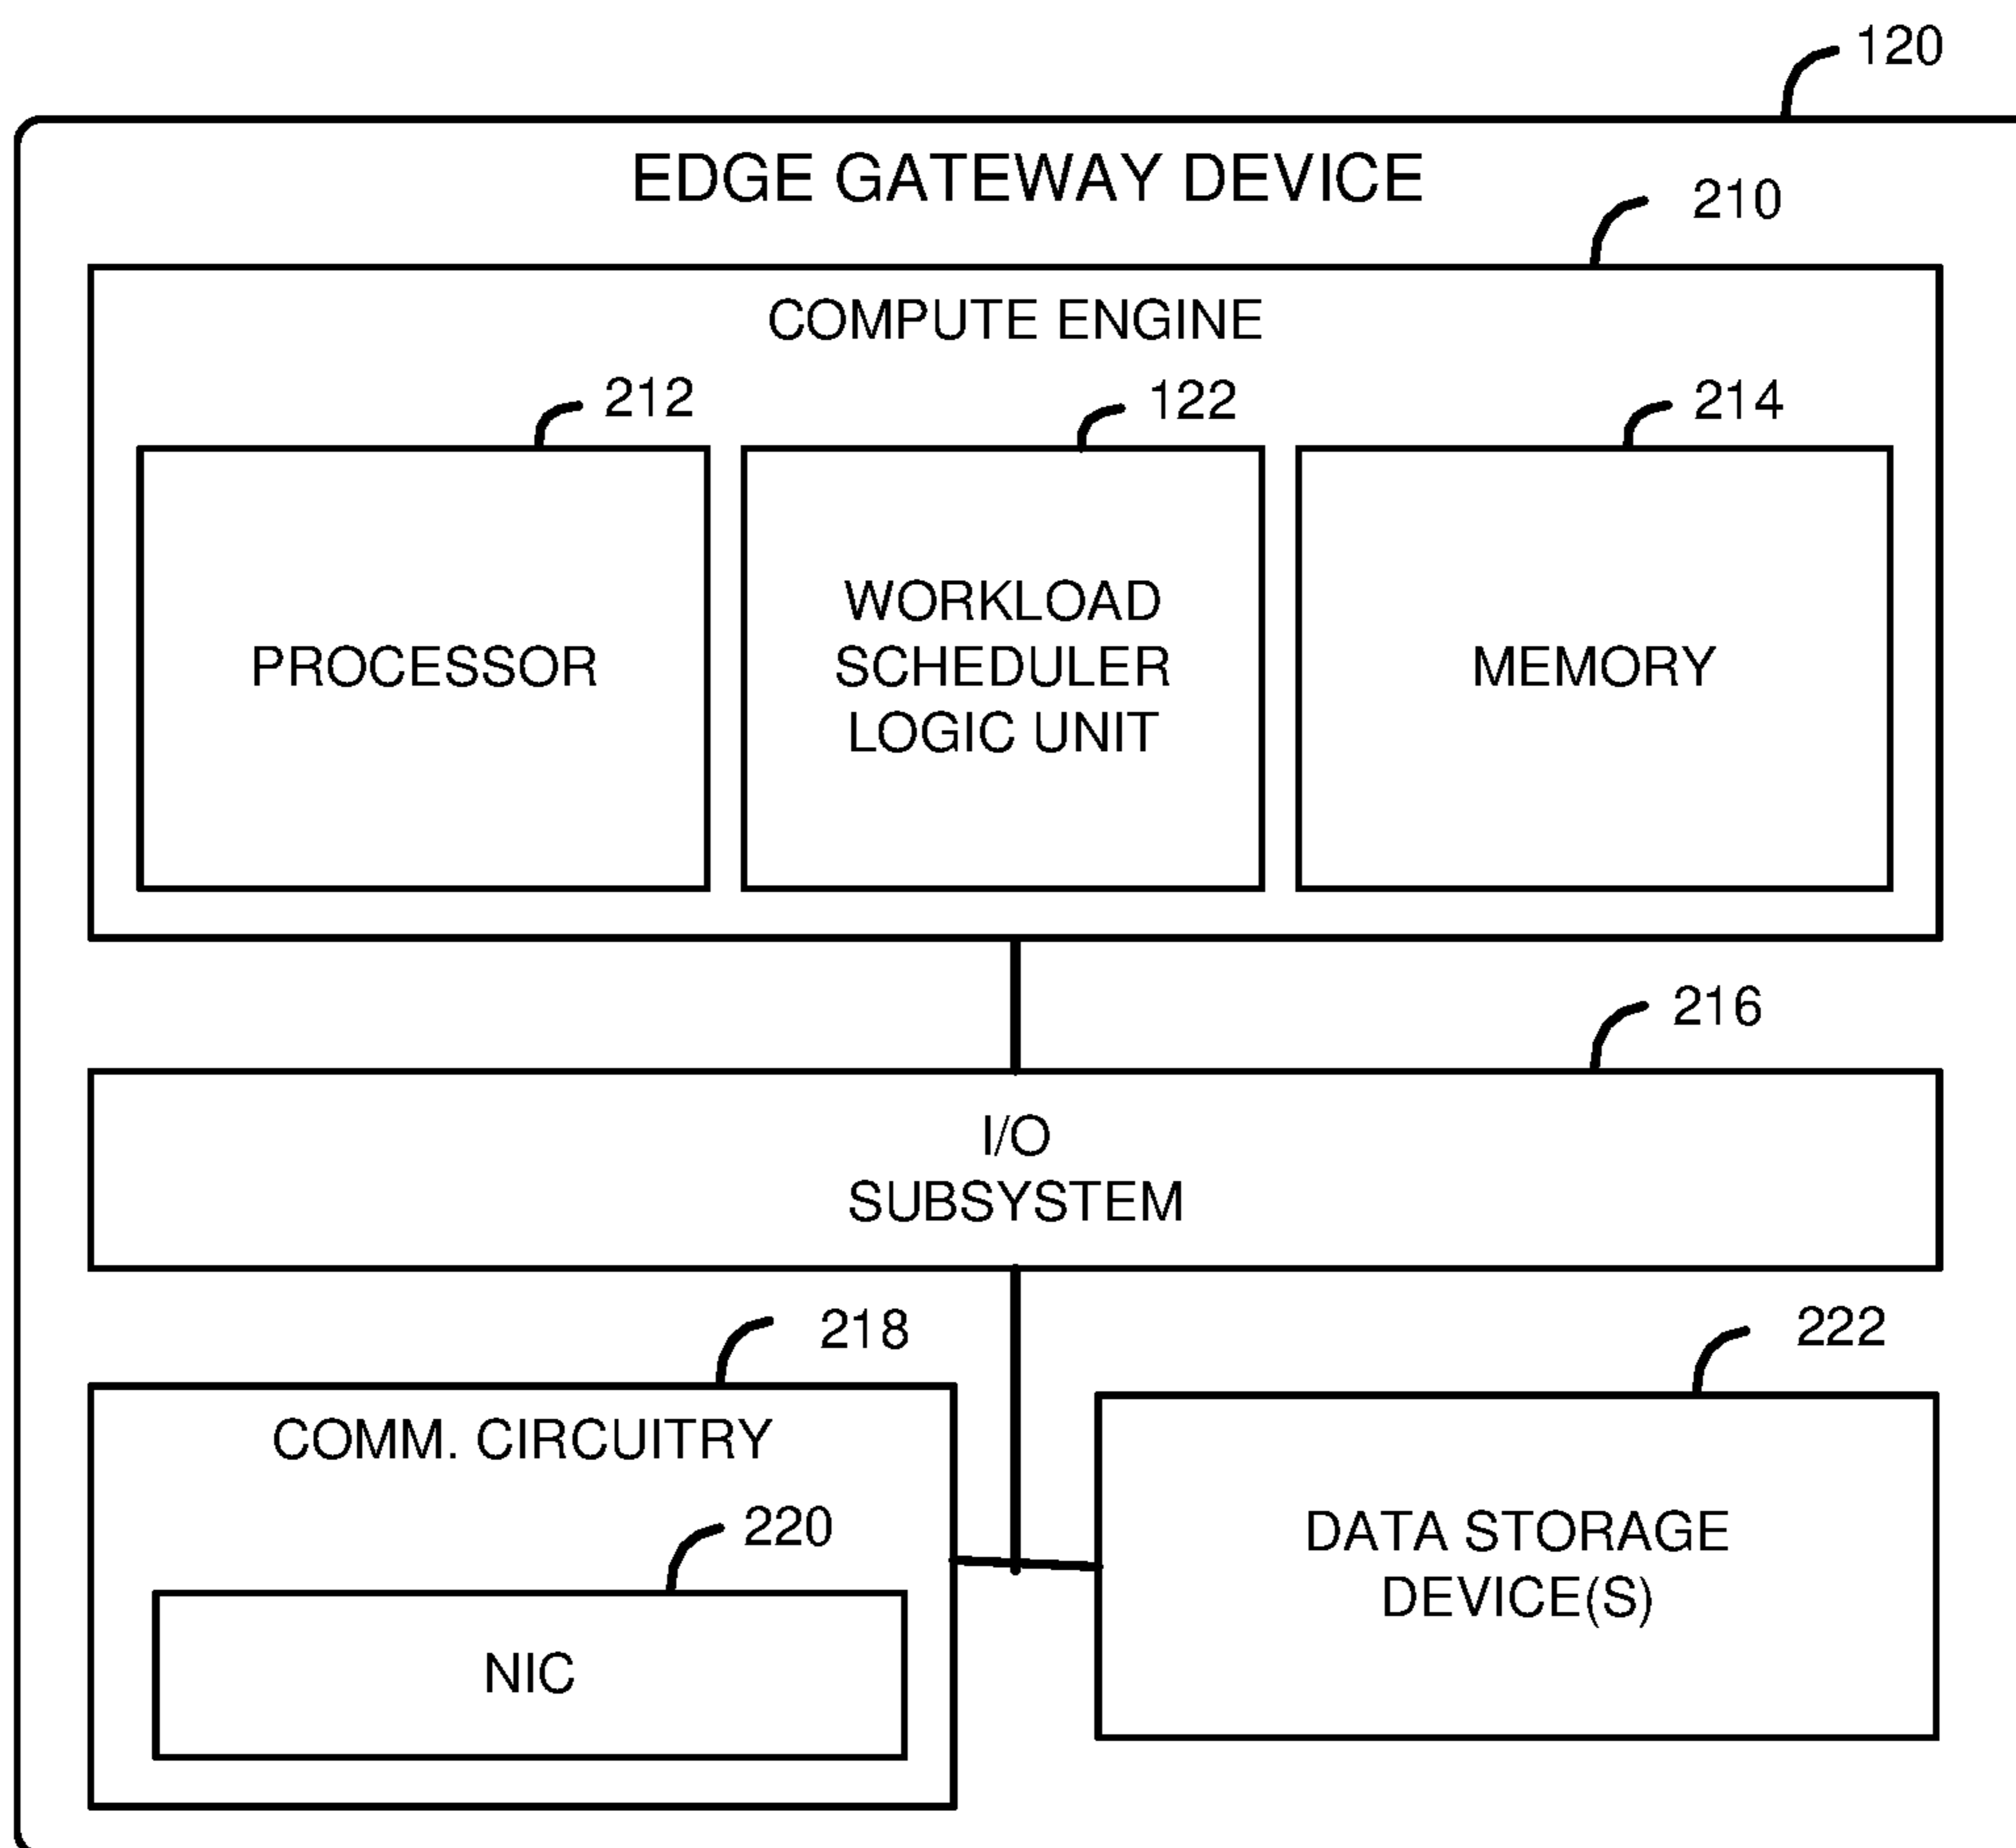 120
EDGE GATEWAY DEVICE
210
COMPUTE ENGINE
212
122
214
PROCESSOR
WORKLOAD
SCHEDULER
LOGIC UNIT
MEMORY
216
I/O
SUBSYSTEM
218
222
COMM. CIRCUITRY
220
NIC
DATA STORAGE
DEVICE(S)